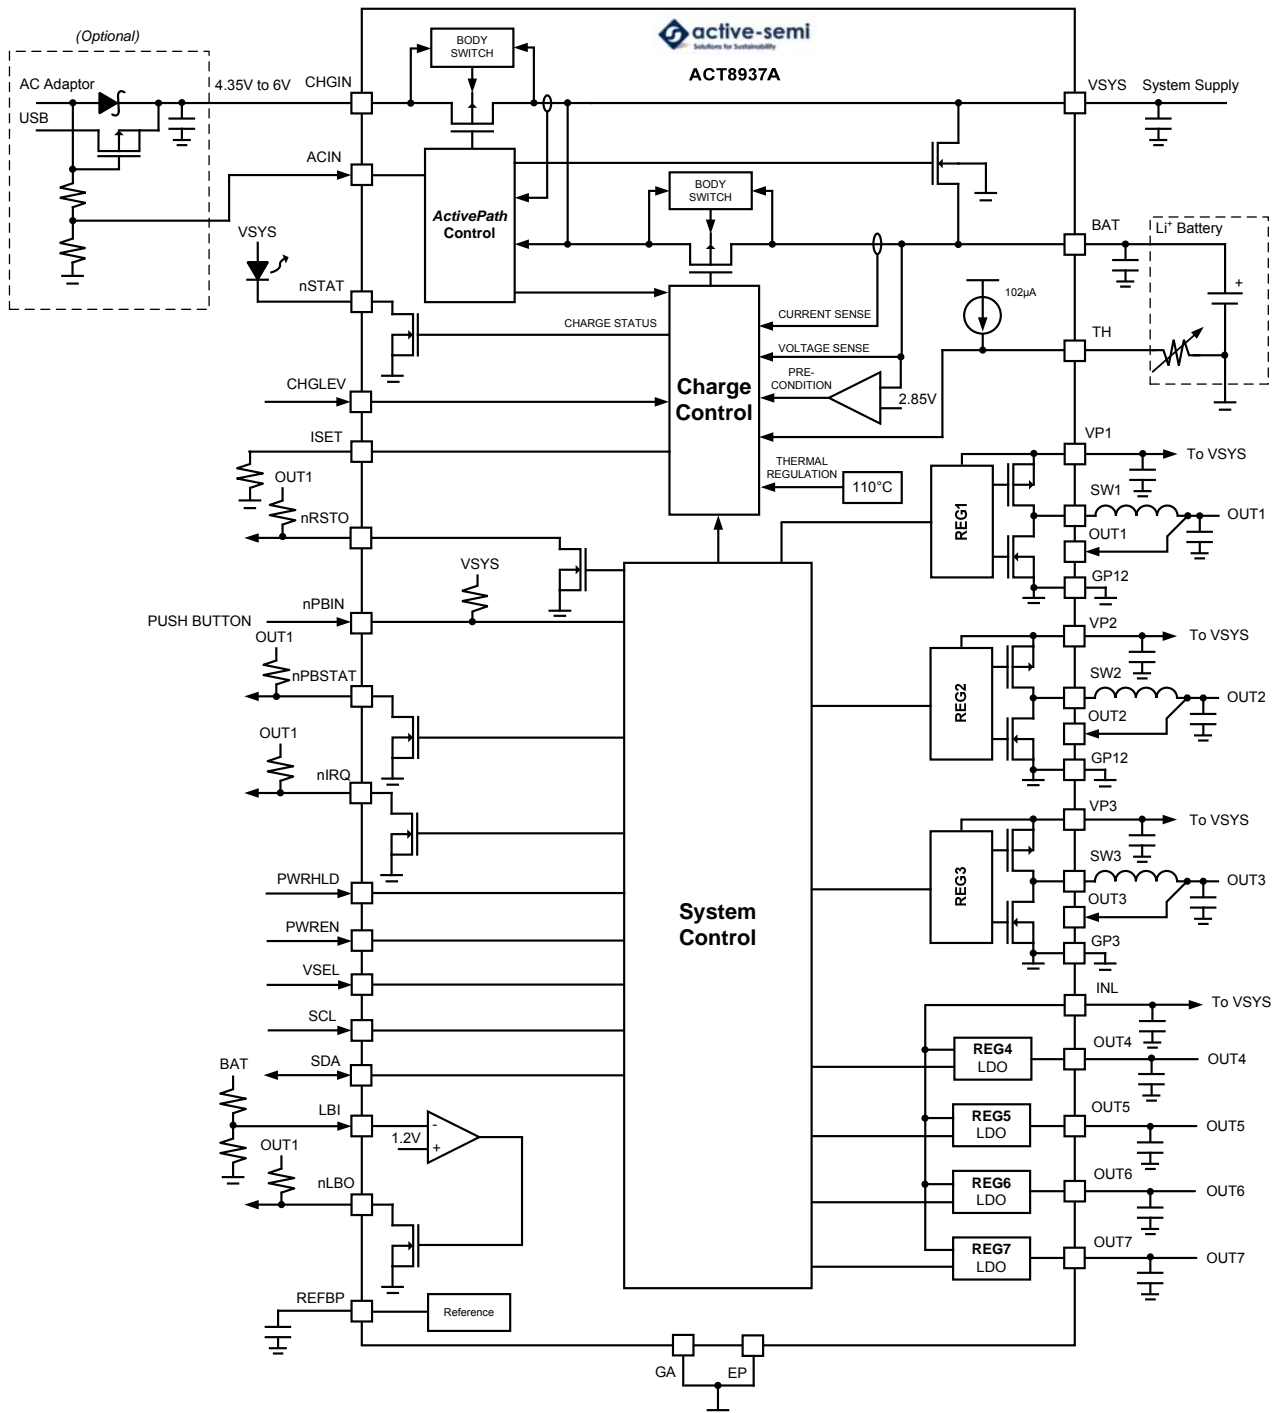 active-semi
Solutions for Sustainability
ACT8937A
(Optional)
AC Adaptor
USB
4.35V to 6V
CHGIN
BODY
SWITCH
VSYS
System Supply
ACIN
ActivePath
Control
BODY
SWITCH
VSYS
nSTAT
BAT
Li+ Battery
+
102µA
CHARGE STATUS
CURRENT SENSE
VOLTAGE SENSE
PRE-
CONDITION
2.85V
TH
Charge
Control
CHGLEV
ISET
OUT1
nRSTO
THERMAL
REGULATION
110°C
VP1
To VSYS
REG1
SW1
OUT1
OUT1
GP12
VSYS
nPBIN
PUSH BUTTON
OUT1
nPBSTAT
OUT1
nIRQ
VP2
To VSYS
REG2
SW2
OUT2
OUT2
GP12
VP3
To VSYS
REG3
SW3
OUT3
OUT3
GP3
PWRHLD
PWREN
VSEL
SCL
SDA
System
Control
INL
To VSYS
REG4
LDO
OUT4
OUT4
REG5
LDO
OUT5
OUT5
REG6
LDO
OUT6
OUT6
REG7
LDO
OUT7
OUT7
BAT
LBI
1.2V
-
+
OUT1
nLBO
REFBP
Reference
GA
EP